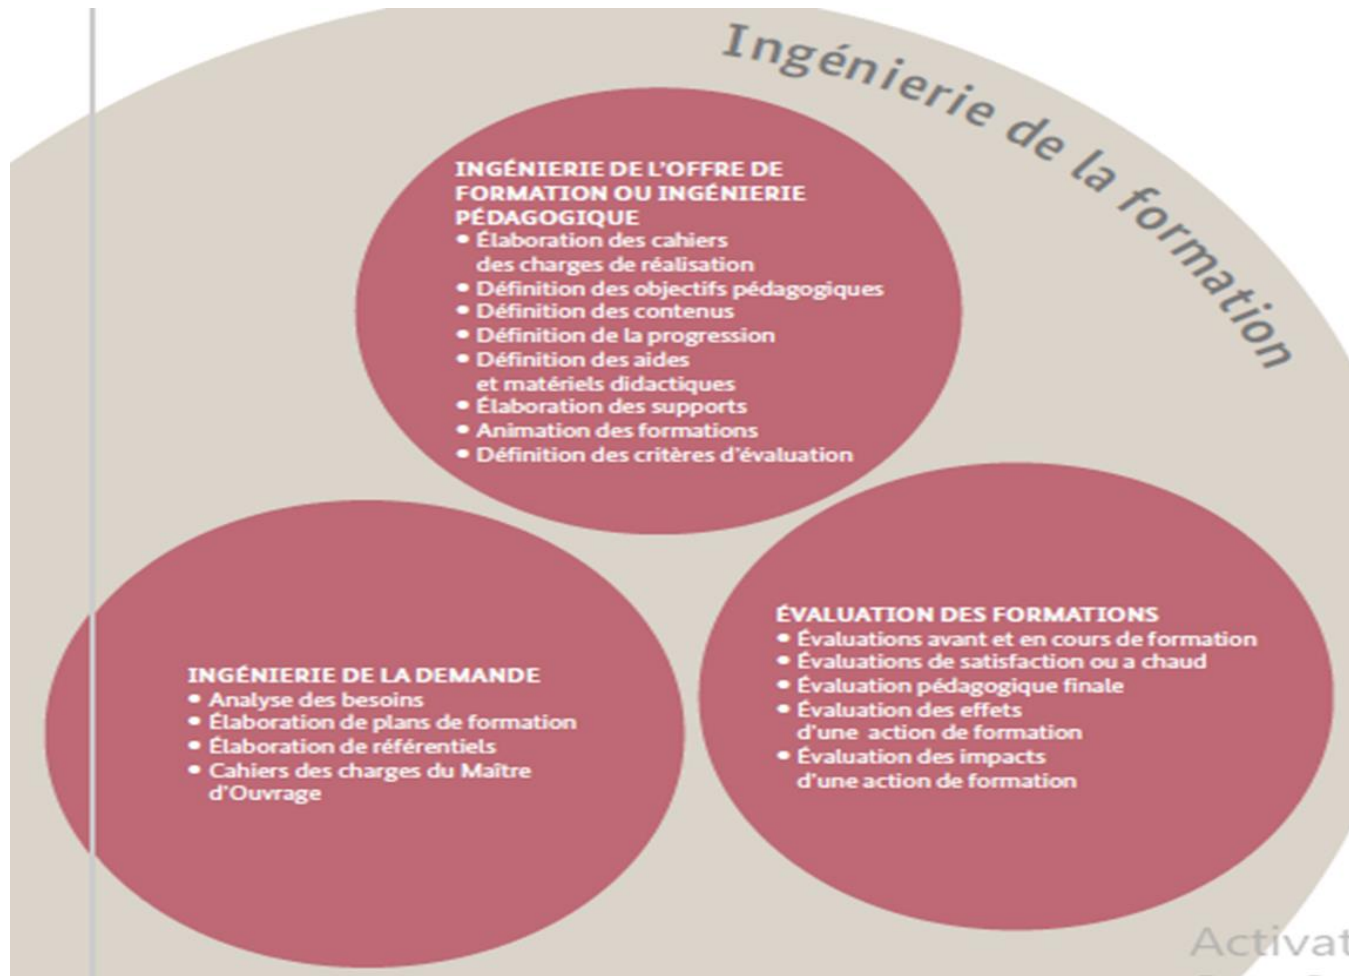 Ingénierie de la formation
INGÉNIERIE DE L'OFFRE DE
FORMATION OU INGÉNIERIE
PÉDAGOGIQUE
• Élaboration des cahiers
des charges de réalisation
• Définition des objectifs pédagogiques
• Définition des contenus
• Définition de la progression
• Définition des aides
et matériels didactiques
• Élaboration des supports
• Animation des formations
• Définition des critères d'évaluation
INGÉNIERIE DE LA DEMANDE
• Analyse des besoins
• Élaboration de plans de formation
• Élaboration de référentiels
• Cahiers des charges du Maître
d'Ouvrage
ÉVALUATION DES FORMATIONS
• Évaluations avant et en cours de formation
• Évaluations de satisfaction ou a chaud
• Évaluation pédagogique finale
• Évaluation des effets
d'une action de formation
• Évaluation des impacts
d'une action de formation
Activat